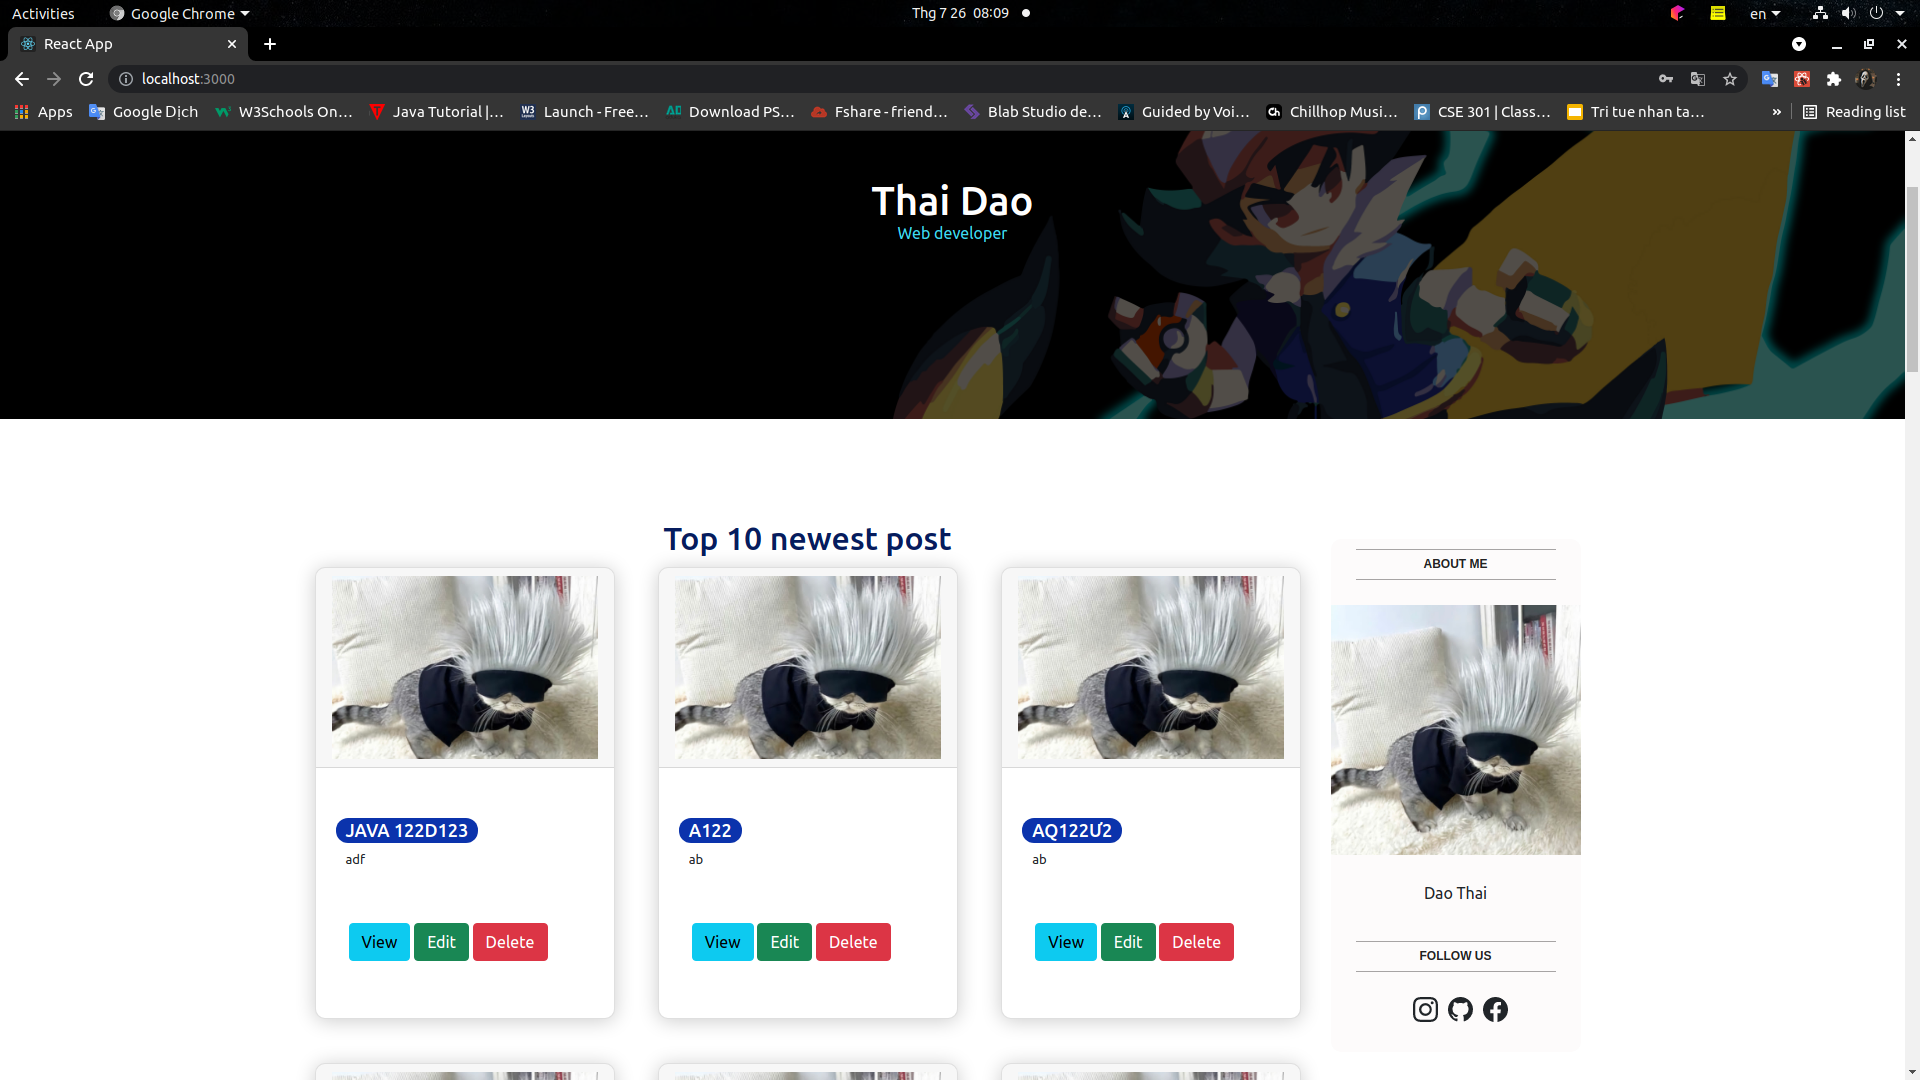 Activities Google Chrome Thg 7 26 08:09 en
React App
localhost:3000
Apps Google Dịch W3Schools On... Java Tutorial |... Launch - Free... Download PS... Fshare - friend... Blab Studio de... Guided by Voi... Chillhop Musi... CSE 301 | Class... Tri tue nhan ta... » Reading list
Thai Dao
Web developer
Top 10 newest post
JAVA 122D123
adf
View Edit Delete
A122
ab
View Edit Delete
AQ122Ư2
ab
View Edit Delete
ABOUT ME
Dao Thai
FOLLOW US